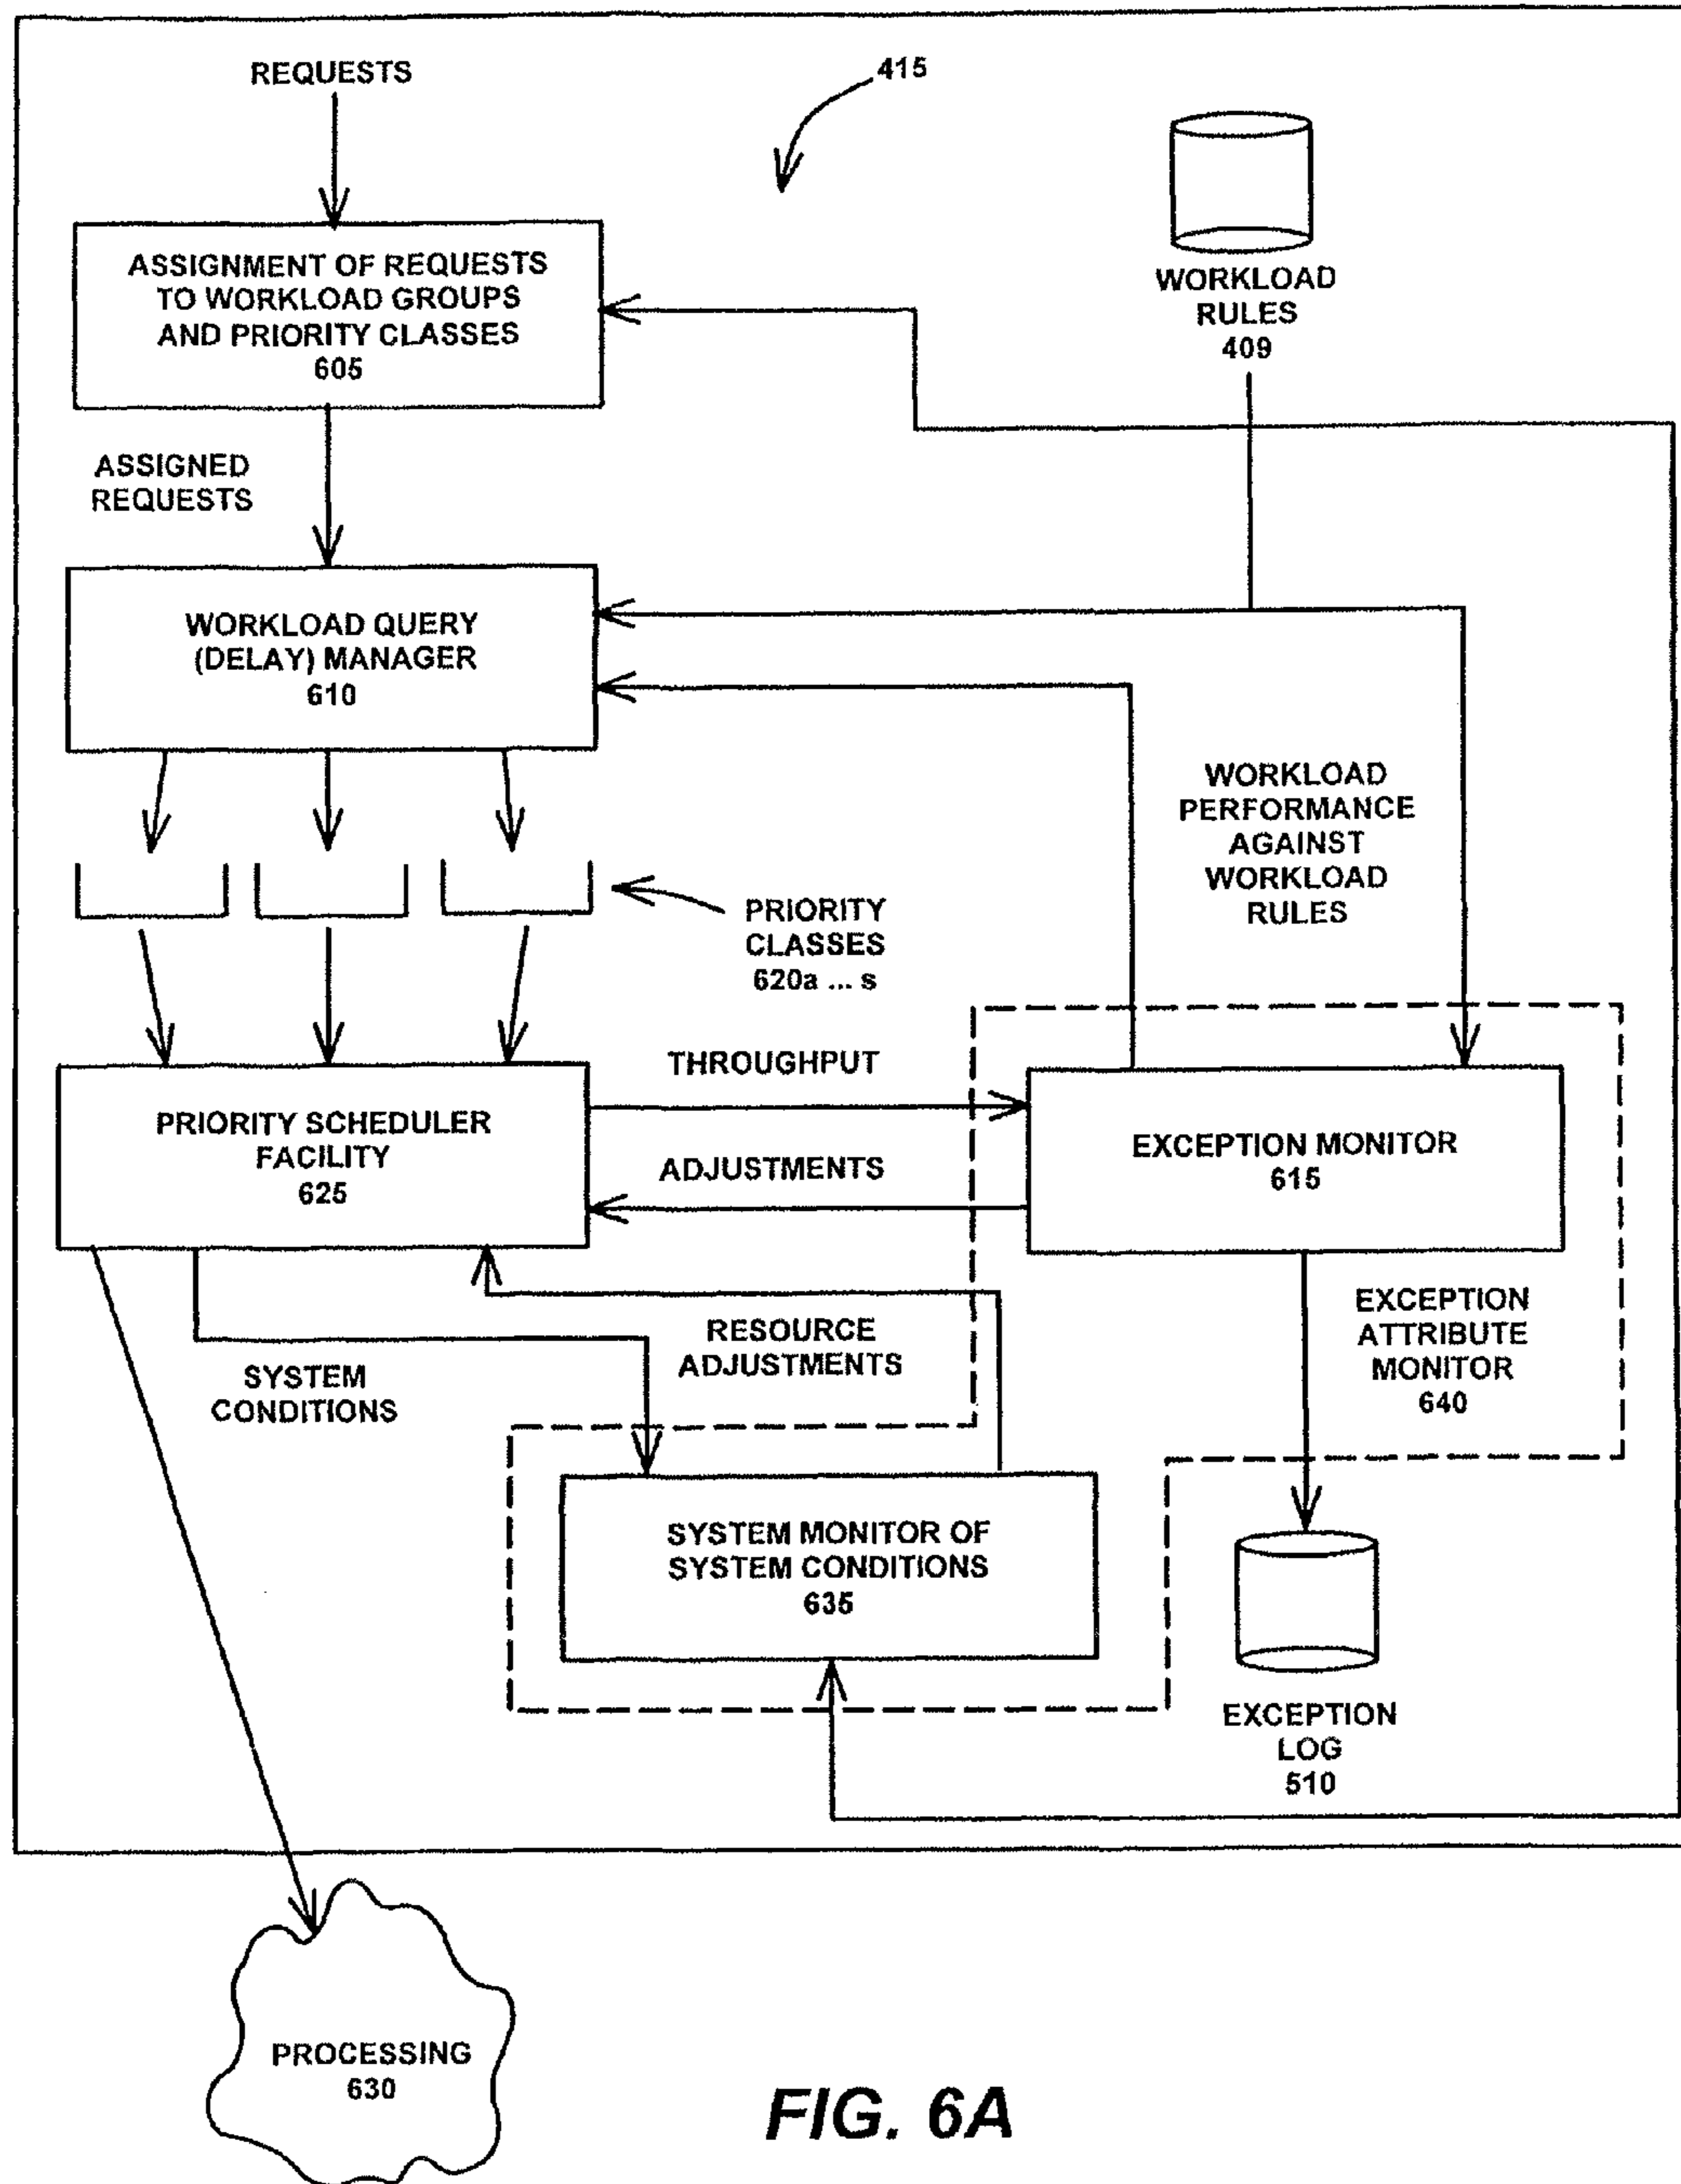 REQUESTS
415
ASSIGNMENT OF REQUESTS
TO WORKLOAD GROUPS
AND PRIORITY CLASSES
605
WORKLOAD
RULES
409
ASSIGNED
REQUESTS
WORKLOAD QUERY
(DELAY) MANAGER
610
WORKLOAD
PERFORMANCE
AGAINST
WORKLOAD
RULES
PRIORITY
CLASSES
620a ... s
THROUGHPUT
PRIORITY SCHEDULER
FACILITY
625
ADJUSTMENTS
EXCEPTION MONITOR
615
EXCEPTION
ATTRIBUTE
MONITOR
640
RESOURCE
ADJUSTMENTS
SYSTEM
CONDITIONS
SYSTEM MONITOR OF
SYSTEM CONDITIONS
635
EXCEPTION
LOG
510
PROCESSING
630
FIG. 6A